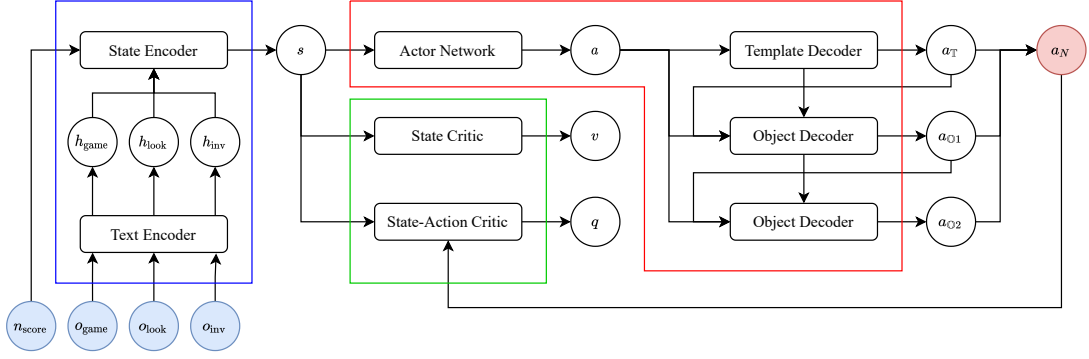 State Encoder
s
Actor Network
a
Template Decoder
a_𝕋
a_N
h_game
h_look
h_inv
State Critic
v
Object Decoder
a_𝕆1
Text Encoder
State-Action Critic
q
Object Decoder
a_𝕆2
n_score
o_game
o_look
o_inv